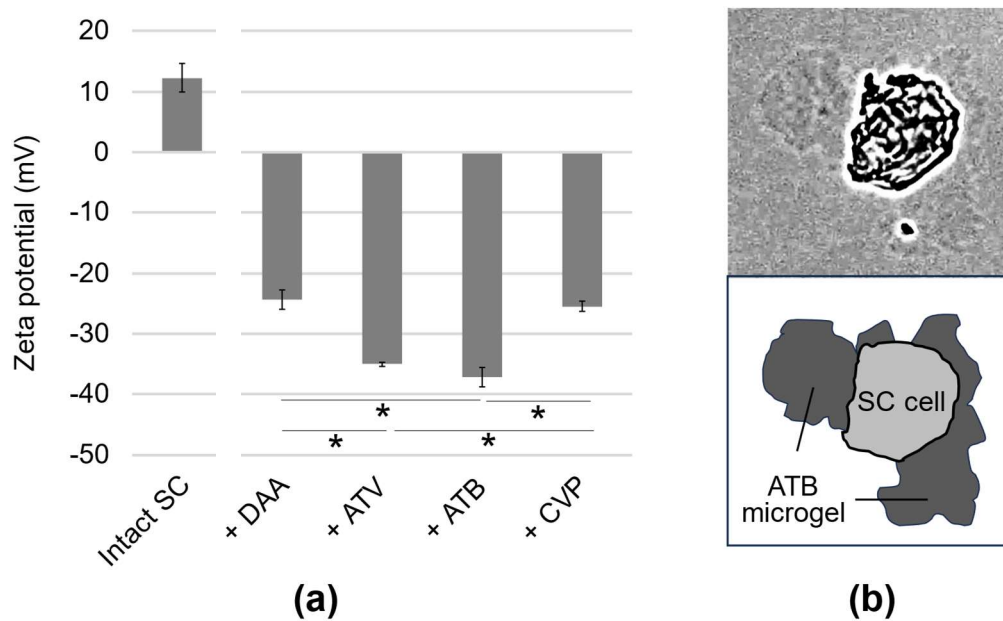 20
10
0
-10
-20
-30
-40
-50
Zeta potential (mV)
*
*
*
*
Intact SC
+ DAA
+ ATV
+ ATB
+ CVP
(a)
SC cell
ATB
microgel
(b)